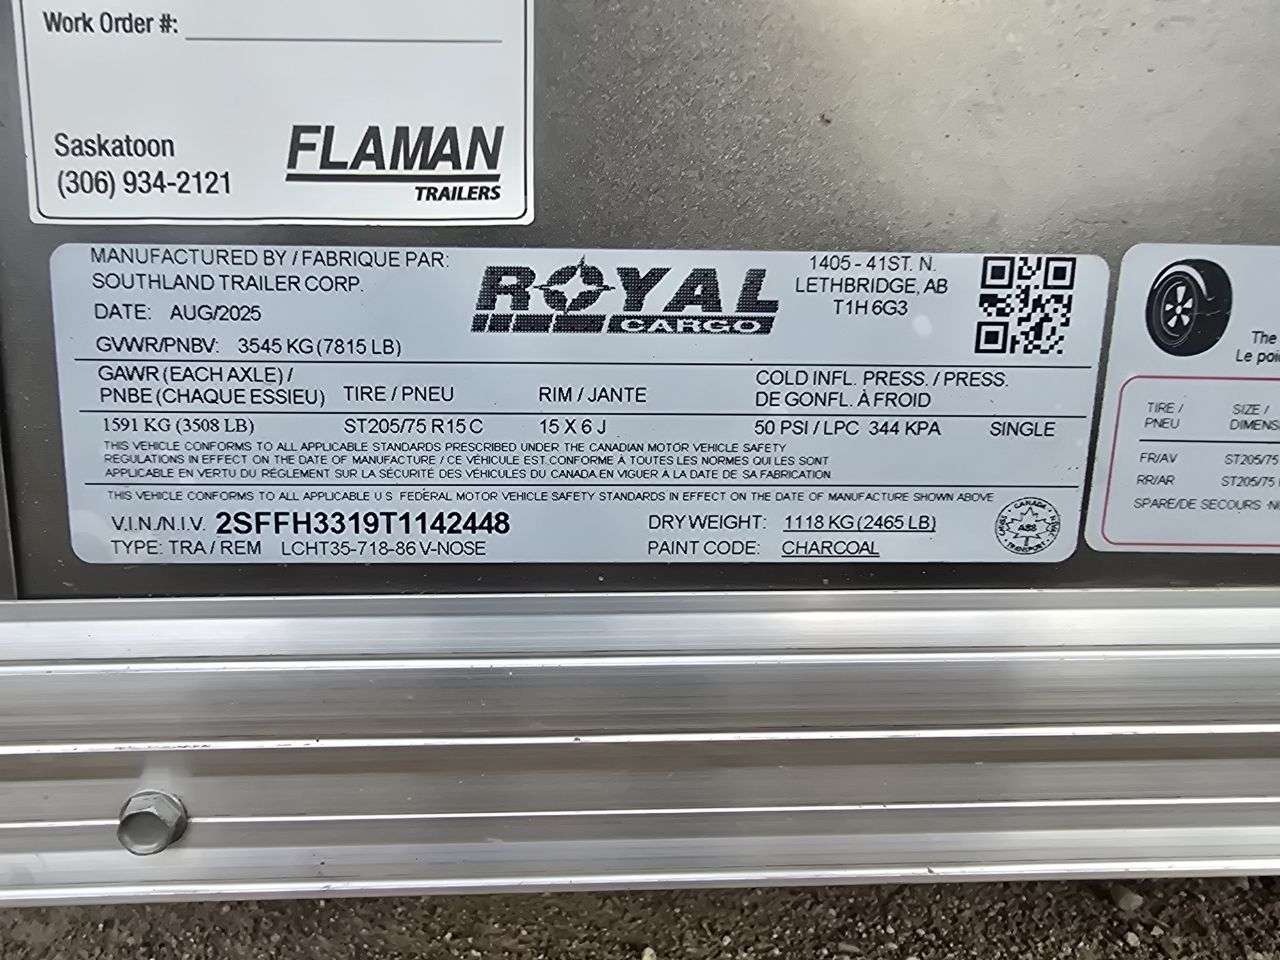 Work Order #:
Saskatoon
(306) 934-2121
FLAMAN
TRAILERS
MANUFACTURED BY / FABRIQUE PAR:
SOUTHLAND TRAILER CORP.
DATE: AUG/2025
GVWR/PNBV: 3545 KG (7815 LB)
ROYAL
CARGO
1405 - 41ST. N.
LETHBRIDGE, AB
T1H 6G3
GAWR (EACH AXLE) /
PNBE (CHAQUE ESSIEU) TIRE / PNEU RIM / JANTE
COLD INFL. PRESS. / PRESS.
DE GONFL. À FROID
1591 KG (3508 LB) ST205/75 R15 C 15 X 6 J 50 PSI / LPC 344 KPA SINGLE
THIS VEHICLE CONFORMS TO ALL APPLICABLE STANDARDS PRESCRIBED UNDER THE CANADIAN MOTOR VEHICLE SAFETY
REGULATIONS IN EFFECT ON THE DATE OF MANUFACTURE / CE VÉHICULE EST CONFORME À TOUTES LES NORMES QUI LES SONT
APPLICABLE EN VERTU DU RÈGLEMENT SUR LA SÉCURITÉ DES VÉHICULES DU CANADA EN VIGUER À LA DATE DE SA FABRICATION
THIS VEHICLE CONFORMS TO ALL APPLICABLE U.S. FEDERAL MOTOR VEHICLE SAFETY STANDARDS IN EFFECT ON THE DATE OF MANUFACTURE SHOWN ABOVE
V.I.N./N.I.V. 2SFFH3319T1142448 DRY WEIGHT: 1118 KG (2465 LB)
TYPE: TRA / REM LCHT35-718-86 V-NOSE PAINT CODE: CHARCOAL
CANADA
A8S
TRANSPORT
The
Le poi
TIRE / SIZE /
PNEU DIMENS
FR/AV ST205/75
RR/AR ST205/75
SPARE/DE SECOURS